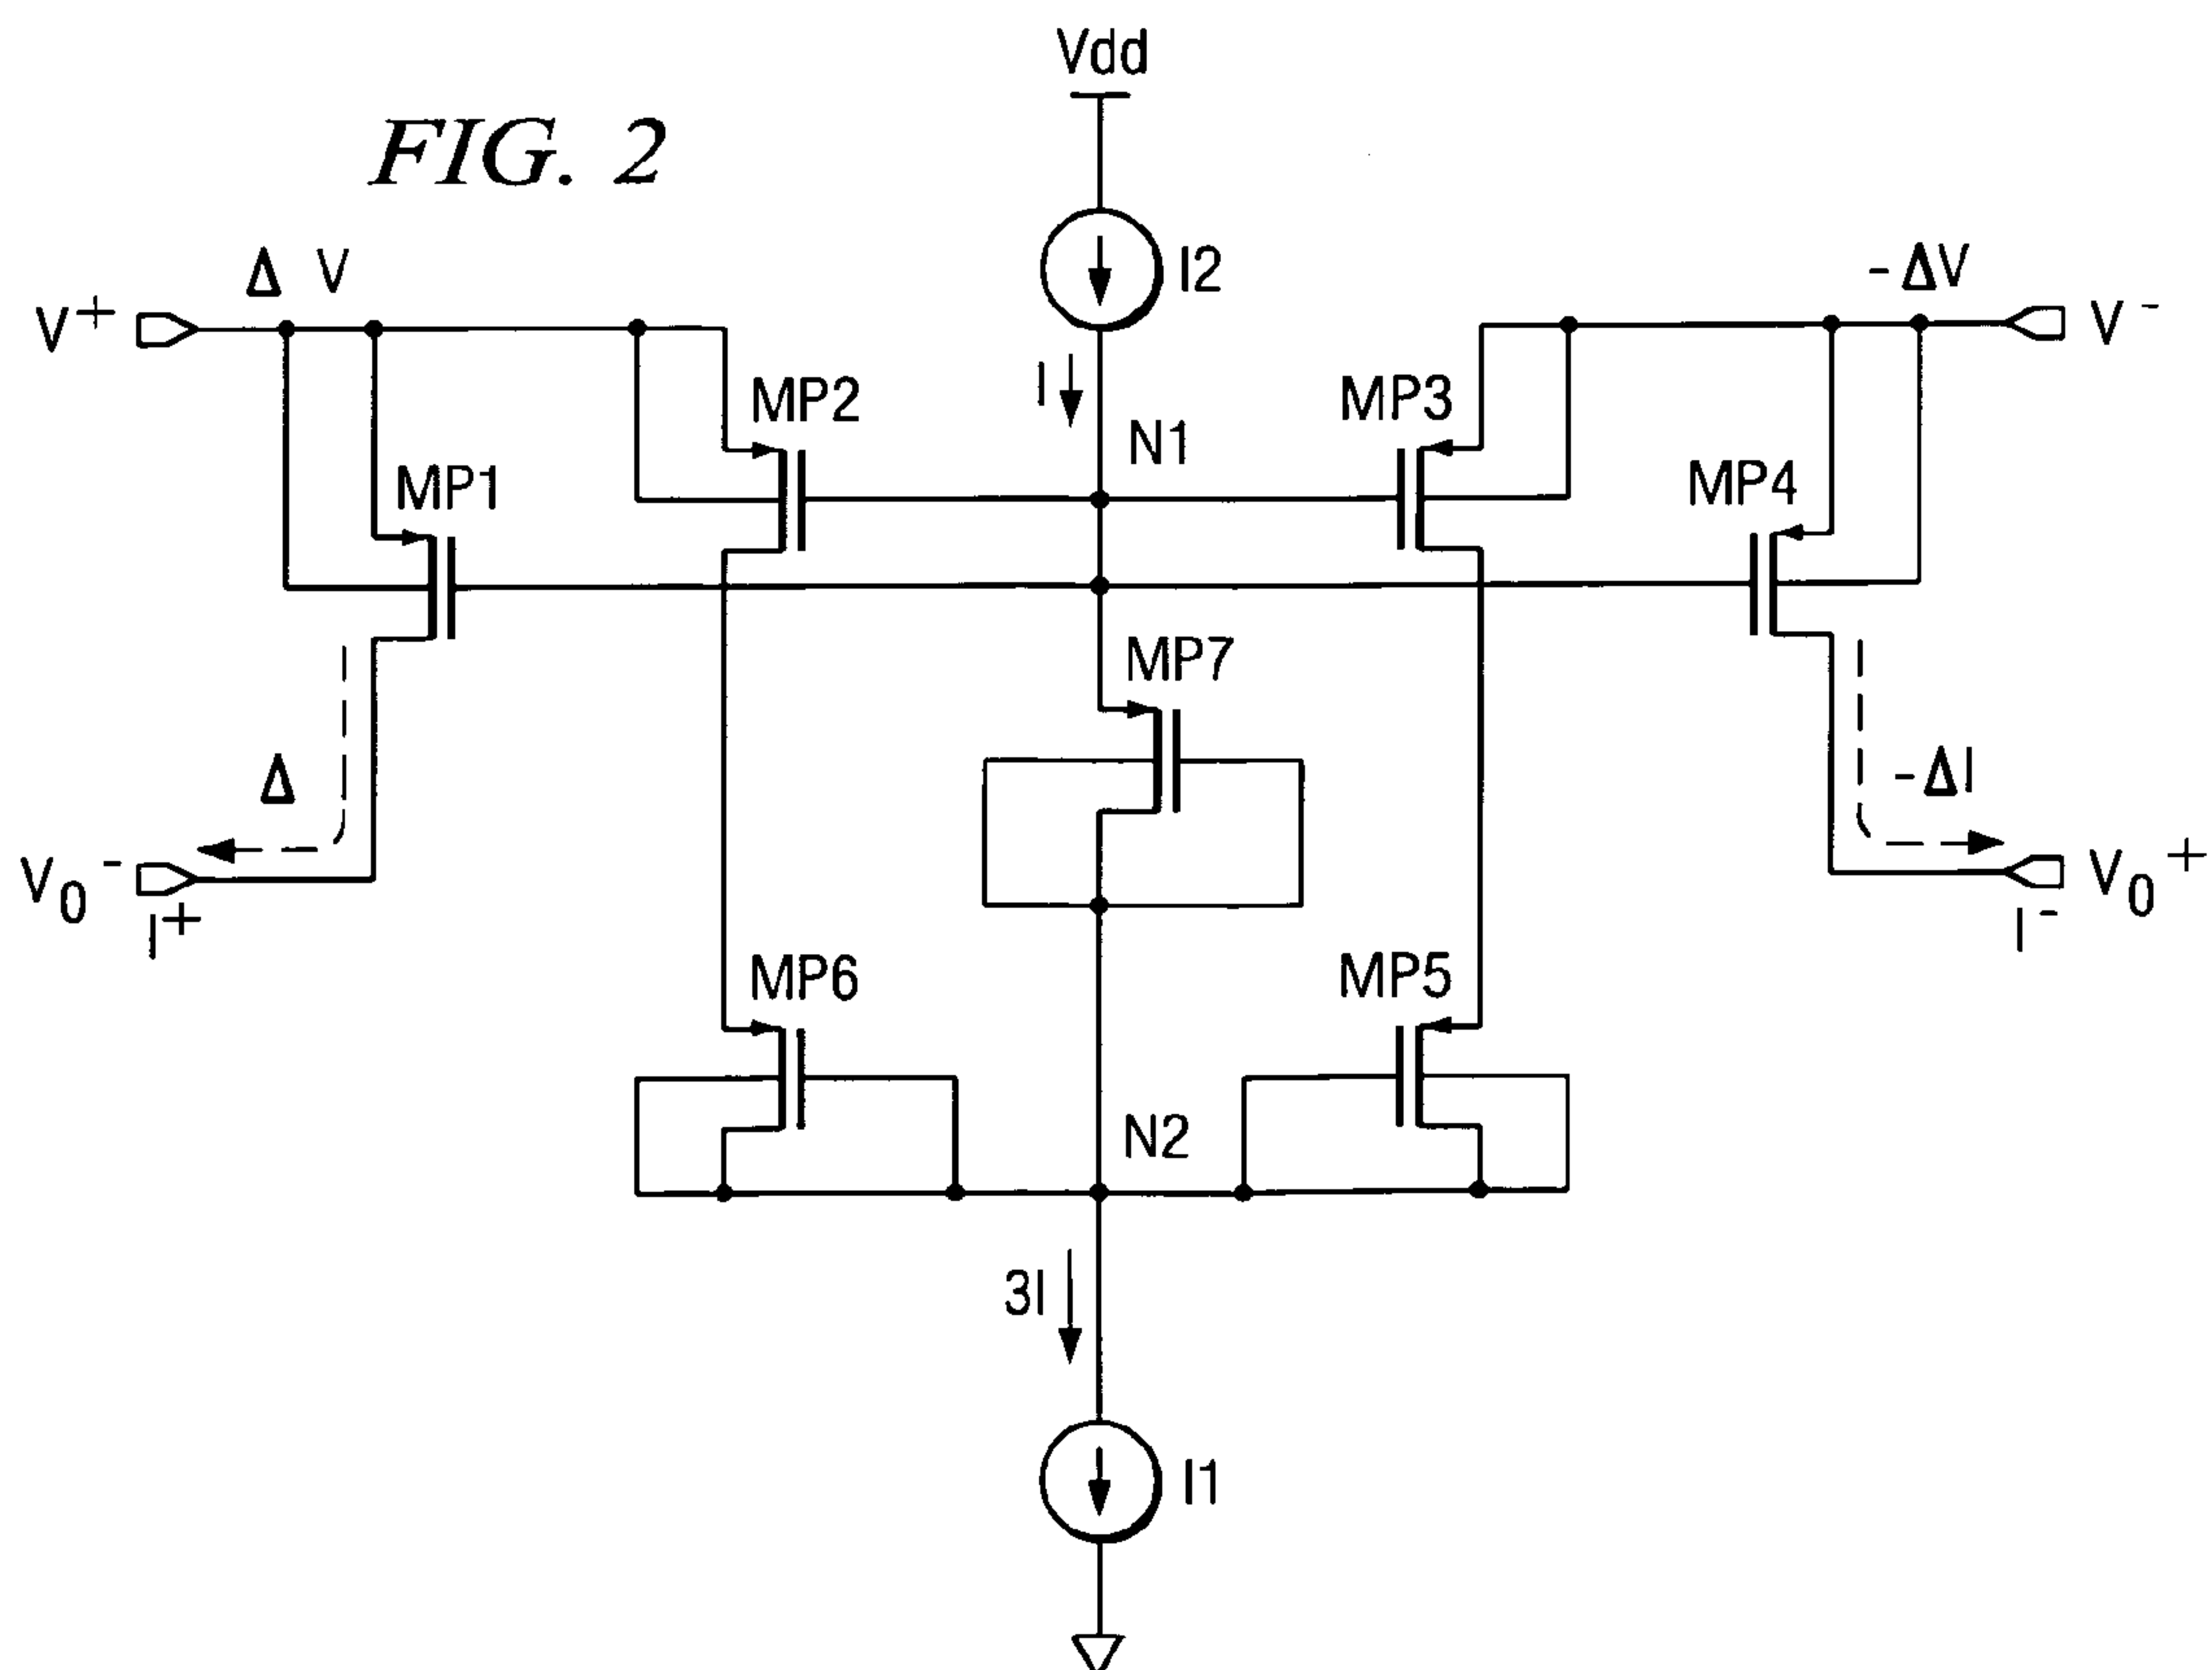 Vdd
FIG. 2
I2
Δ V
-ΔV
V+
V-
I
MP2
MP3
N1
MP1
MP4
MP7
Δ
-ΔI
V0-
V0+
I+
I-
MP6
MP5
N2
3I
I1